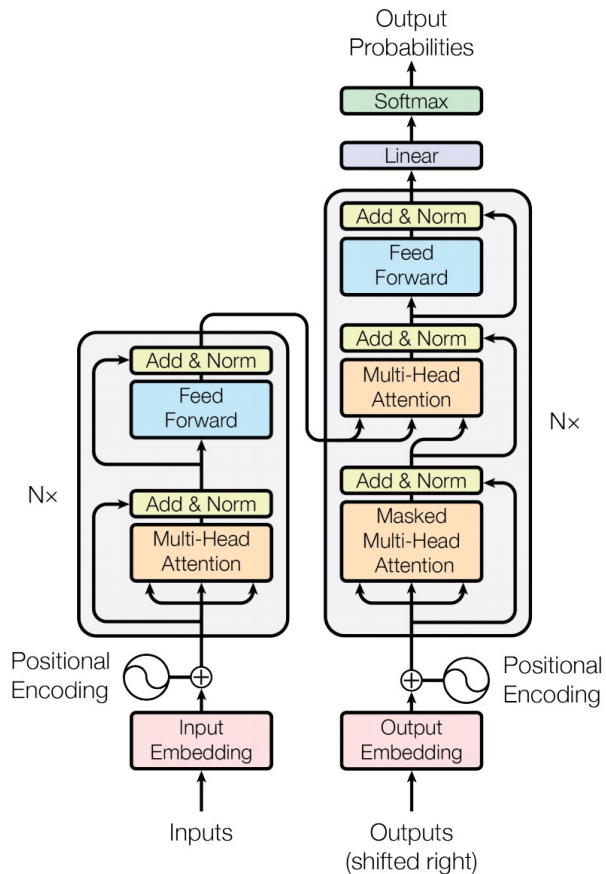 Output
Probabilities
Softmax
Linear
Add & Norm
Feed
Forward
Add & Norm
Multi-Head
Attention
Nx
Add & Norm
Masked
Multi-Head
Attention
Add & Norm
Feed
Forward
Nx
Add & Norm
Multi-Head
Attention
Positional
Encoding
Positional
Encoding
Input
Embedding
Output
Embedding
Inputs
Outputs
(shifted right)